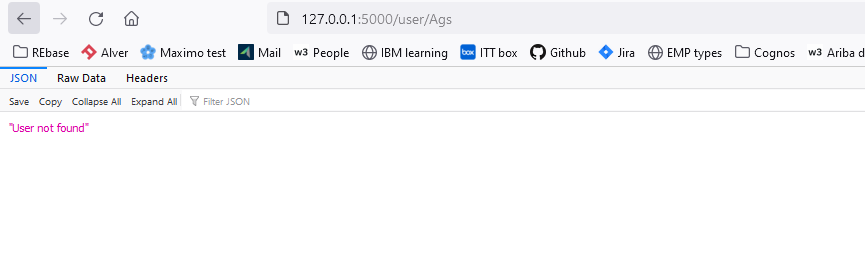 127.0.0.1:5000/user/Ags
REbase Alver Maximo test Mail w3 People IBM learning box ITT box Github Jira EMP types Cognos w3 Ariba d
JSON Raw Data Headers
Save Copy Collapse All Expand All Filter JSON
"User not found"